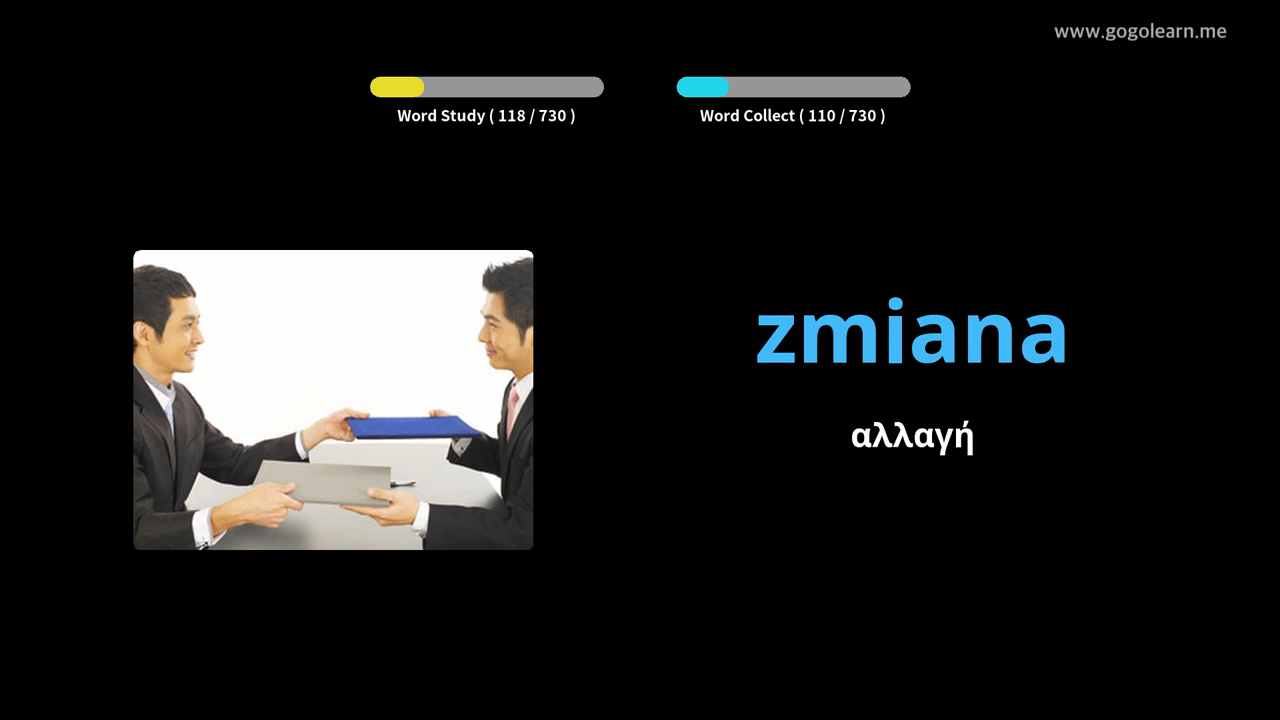 www.gogolearn.me
Word Study ( 118 / 730 )
Word Collect ( 110 / 730 )
zmiana
αλλαγή